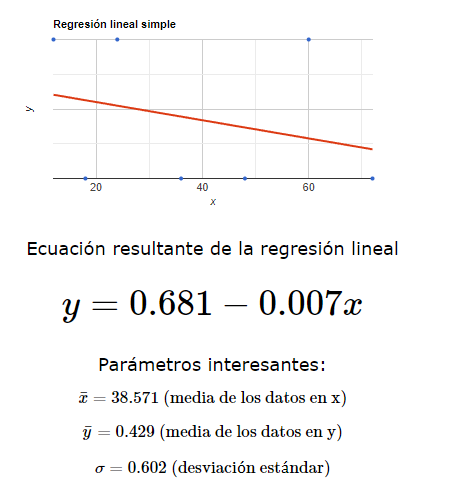 Regresión lineal simple
y
20 40 60
x
Ecuación resultante de la regresión lineal
y = 0.681 − 0.007x
Parámetros interesantes:
x̄ = 38.571 (media de los datos en x)
ȳ = 0.429 (media de los datos en y)
σ = 0.602 (desviación estándar)